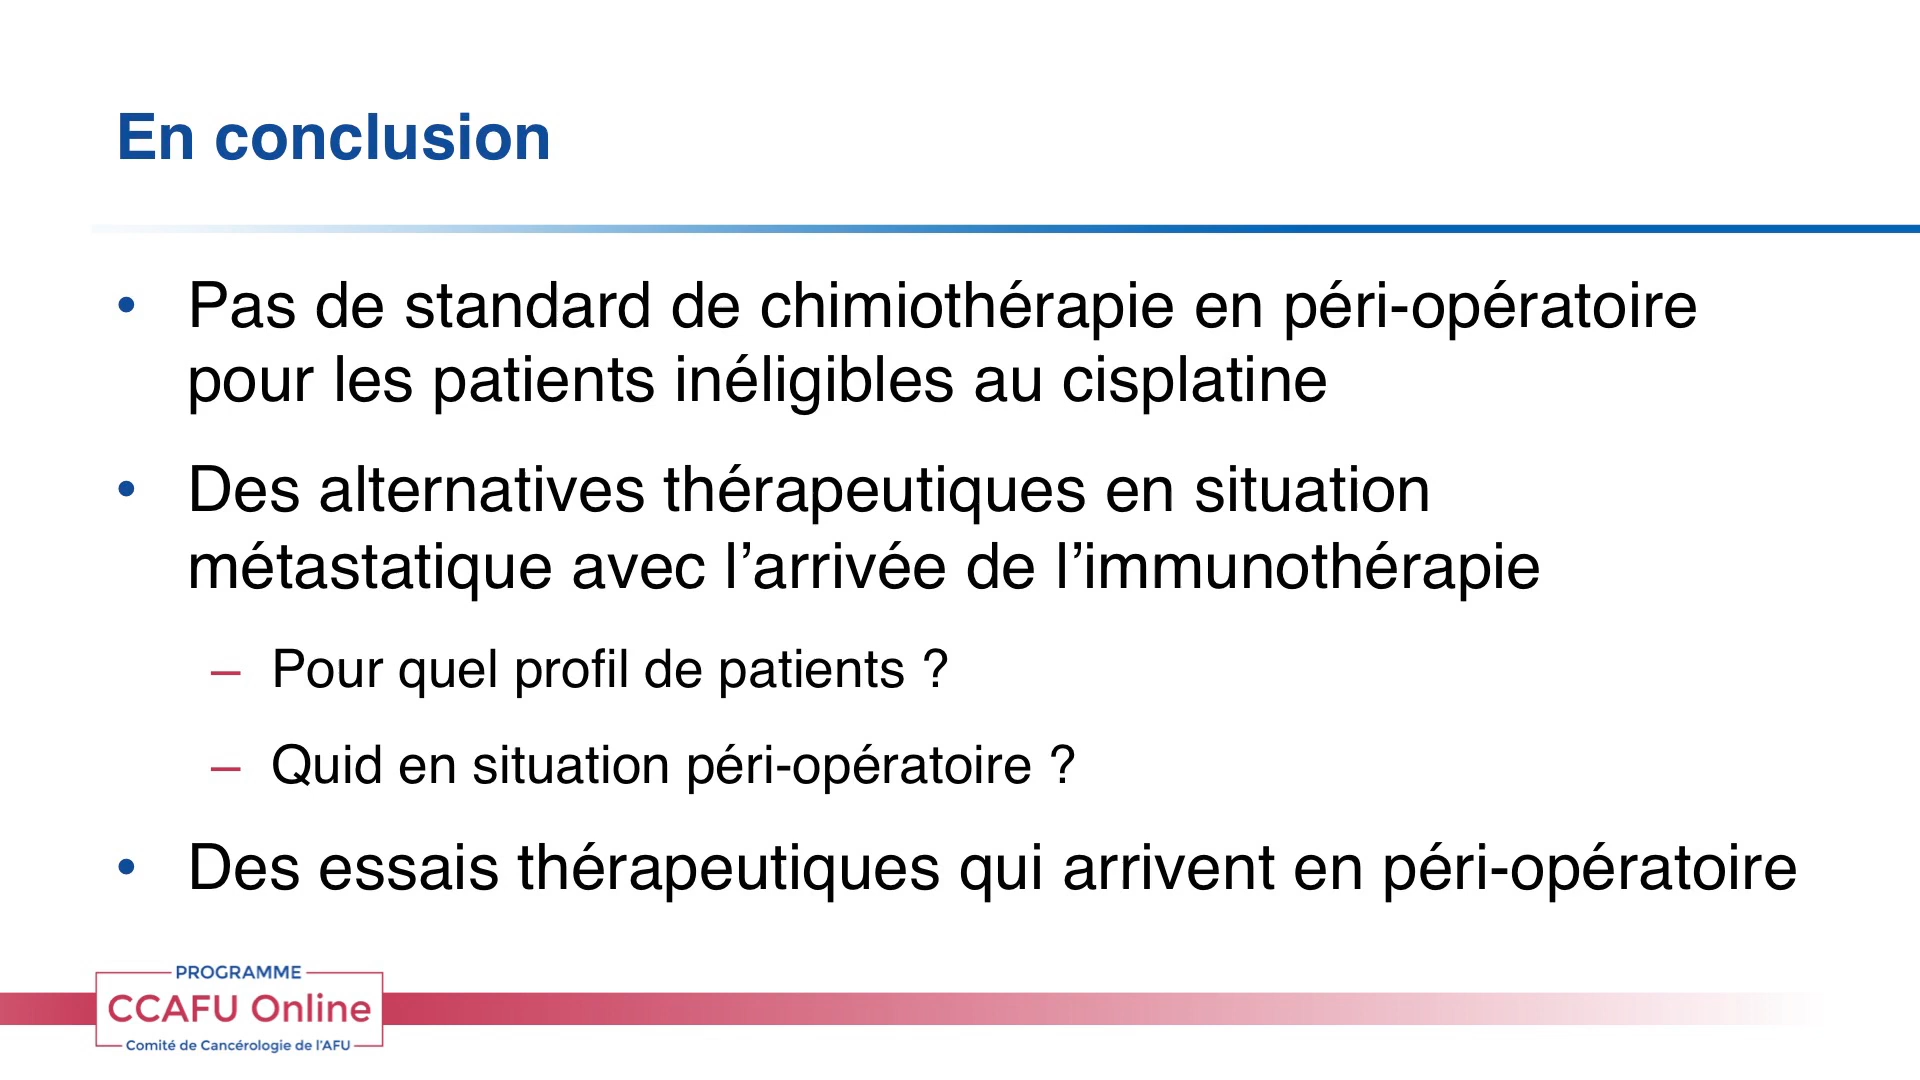 En conclusion
• Pas de standard de chimiothérapie en péri-opératoire
pour les patients inéligibles au cisplatine
• Des alternatives thérapeutiques en situation
métastatique avec l’arrivée de l’immunothérapie
– Pour quel profil de patients ?
– Quid en situation péri-opératoire ?
• Des essais thérapeutiques qui arrivent en péri-opératoire
PROGRAMME
CCAFU Online
Comité de Cancérologie de l'AFU